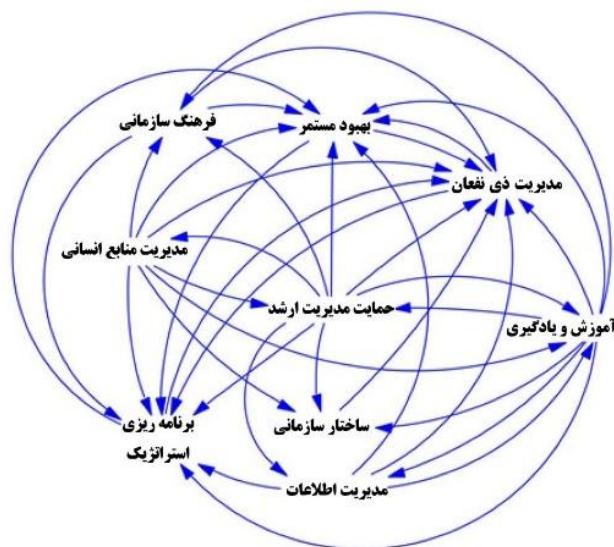 فرهنگ سازمانی
بهبود مستمر
مدیریت ذی نفعان
مدیریت منابع انسانی
حمایت مدیریت ارشد
آموزش و یادگیری
برنامه ریزی
استراتژیک
ساختار سازمانی
مدیریت اطلاعات